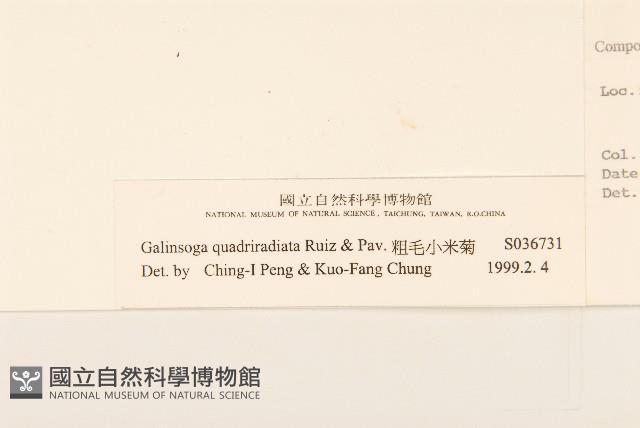 Compo
Loc.:
Col.
Date
Det.
國立自然科學博物館
NATIONAL MUSEUM OF NATURAL SCIENCE, TAICHUNG, TAIWAN, R.O.CHINA
Galinsoga quadriradiata Ruiz & Pav. 粗毛小米菊 S036731
Det. by Ching-I Peng & Kuo-Fang Chung 1999.2. 4
國立自然科學博物館
NATIONAL MUSEUM OF NATURAL SCIENCE